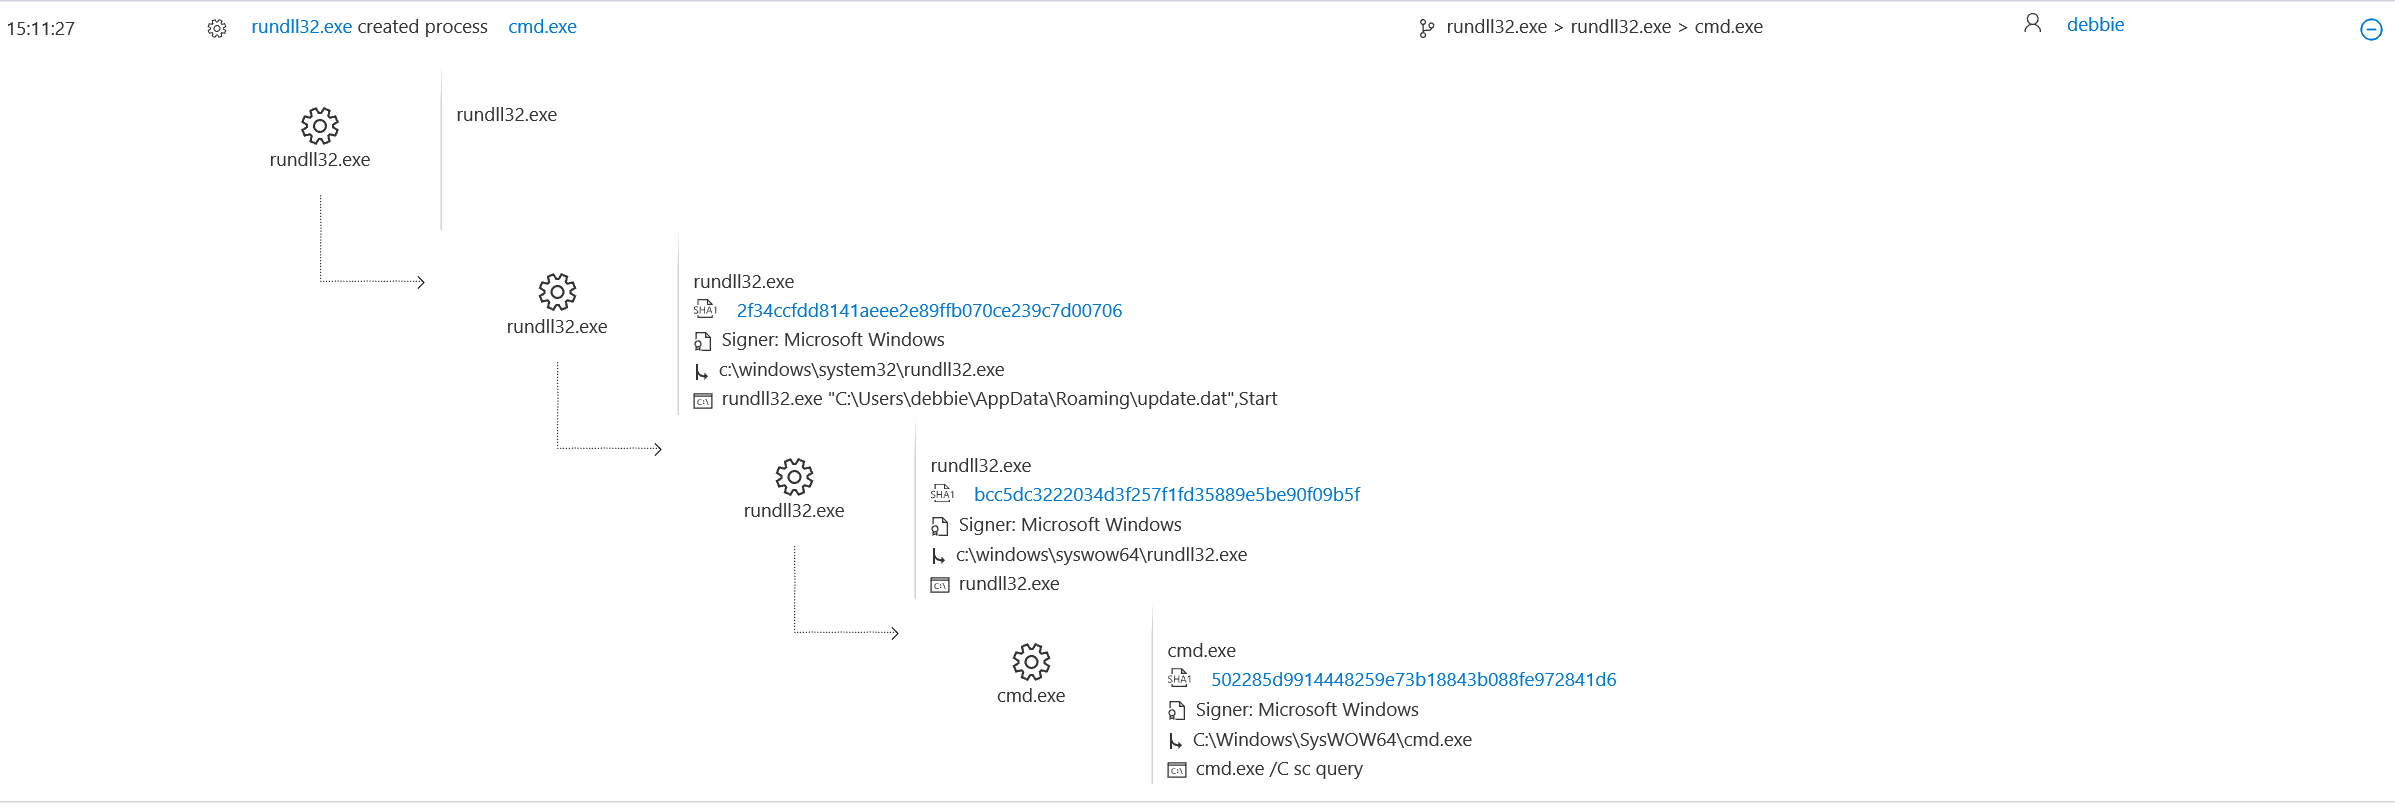 15:11:27 rundll32.exe created process cmd.exe rundll32.exe > rundll32.exe > cmd.exe debbie
rundll32.exe
rundll32.exe
rundll32.exe
SHA1 2f34ccfdd8141aeee2e89ffb070ce239c7d00706
rundll32.exe
Signer: Microsoft Windows
c:\windows\system32\rundll32.exe
C:\ rundll32.exe "C:\Users\debbie\AppData\Roaming\update.dat",Start
rundll32.exe
SHA1 bcc5dc3222034d3f257f1fd35889e5be90f09b5f
rundll32.exe
Signer: Microsoft Windows
c:\windows\syswow64\rundll32.exe
C:\ rundll32.exe
cmd.exe
SHA1 502285d9914448259e73b18843b088fe972841d6
cmd.exe
Signer: Microsoft Windows
C:\Windows\SysWOW64\cmd.exe
C:\ cmd.exe /C sc query